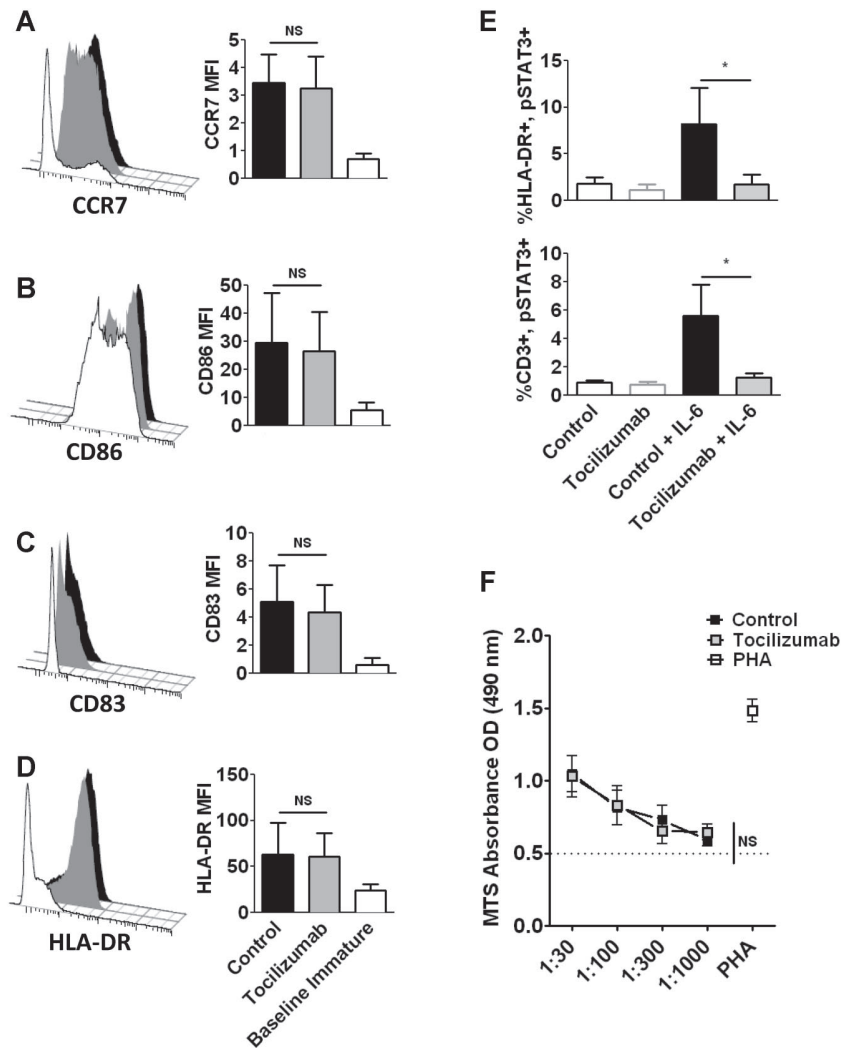 A
CCR7
CCR7 MFI
5
4
3
2
1
0
NS
B
CD86
CD86 MFI
50
40
30
20
10
0
NS
C
CD83
CD83 MFI
10
8
6
4
2
0
NS
D
HLA-DR
HLA-DR MFI
150
100
50
0
NS
Control
Tocilizumab
Baseline Immature
E
%HLA-DR+, pSTAT3+
15
10
5
0
*
%CD3+, pSTAT3+
10
8
6
4
2
0
*
Control
Tocilizumab
Control + IL-6
Tocilizumab + IL-6
F
MTS Absorbance OD (490 nm)
2.0
1.5
1.0
0.5
0.0
Control
Tocilizumab
PHA
NS
1:30
1:100
1:300
1:1000
PHA